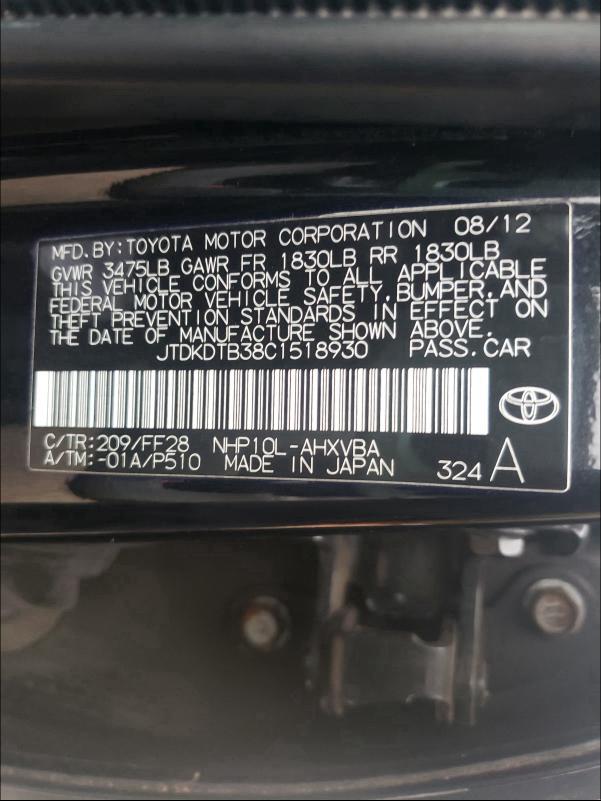 MFD. BY: TOYOTA MOTOR CORPORATION 08/12
GVWR 3475LB GAWR FR 1830LB RR 1830LB
THIS VEHICLE CONFORMS TO ALL APPLICABLE
FEDERAL MOTOR VEHICLE SAFETY, BUMPER, AND
THEFT PREVENTION STANDARDS IN EFFECT ON
THE DATE OF MANUFACTURE SHOWN ABOVE.
JTDKDTB38C1518930 PASS. CAR
C/TR: 209/FF28 NHP10L-AHXVBA
A/TM: -01A/P510 MADE IN JAPAN 324 A